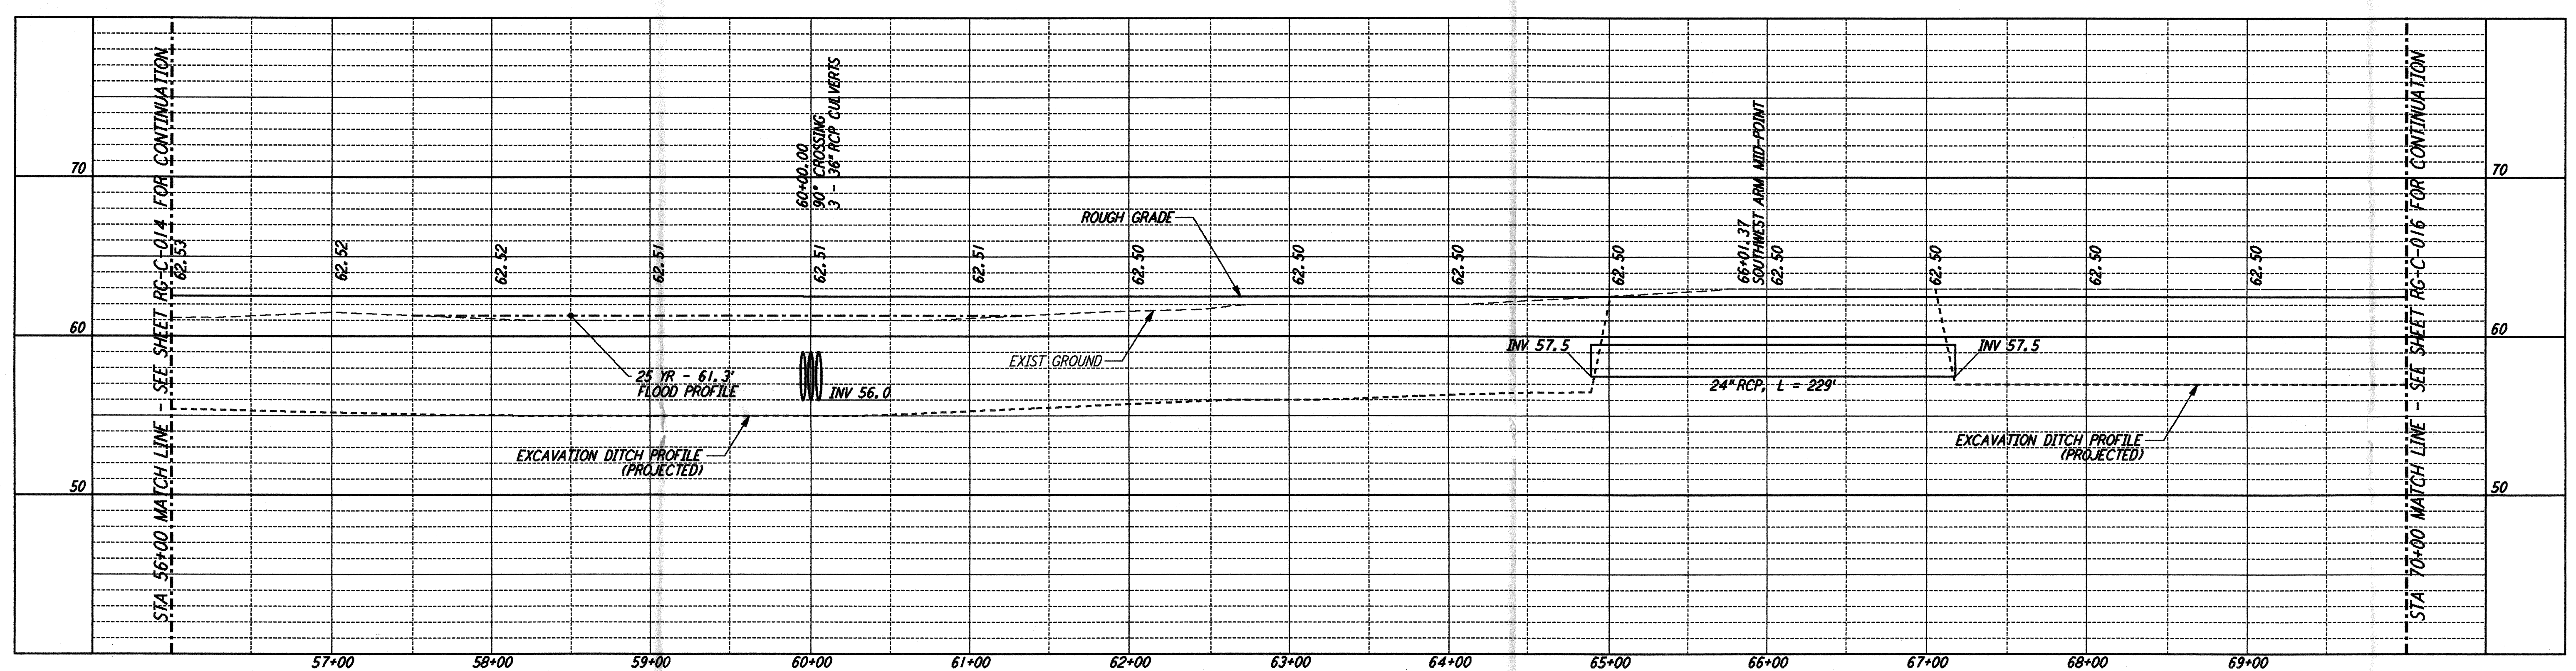 STA 56+00 MATCH LINE - SEE SHEET RG-C-014 FOR CONTINUATION
60+00.00
90° CROSSING
3 - 36" RCP CULVERTS
66+01.37
SOUTHWEST ARM MID-POINT
STA 70+00 MATCH LINE - SEE SHEET RG-C-016 FOR CONTINUATION
70
70
ROUGH GRADE
62.53
62.52
62.52
62.51
62.51
62.51
62.50
62.50
62.50
62.50
62.50
62.50
62.50
62.50
60
60
EXIST GROUND
INV 57.5
INV 57.5
25 YR - 61.3'
FLOOD PROFILE
INV 56.0
24" RCP, L = 229'
EXCAVATION DITCH PROFILE
(PROJECTED)
EXCAVATION DITCH PROFILE
(PROJECTED)
50
50
57+00
58+00
59+00
60+00
61+00
62+00
63+00
64+00
65+00
66+00
67+00
68+00
69+00